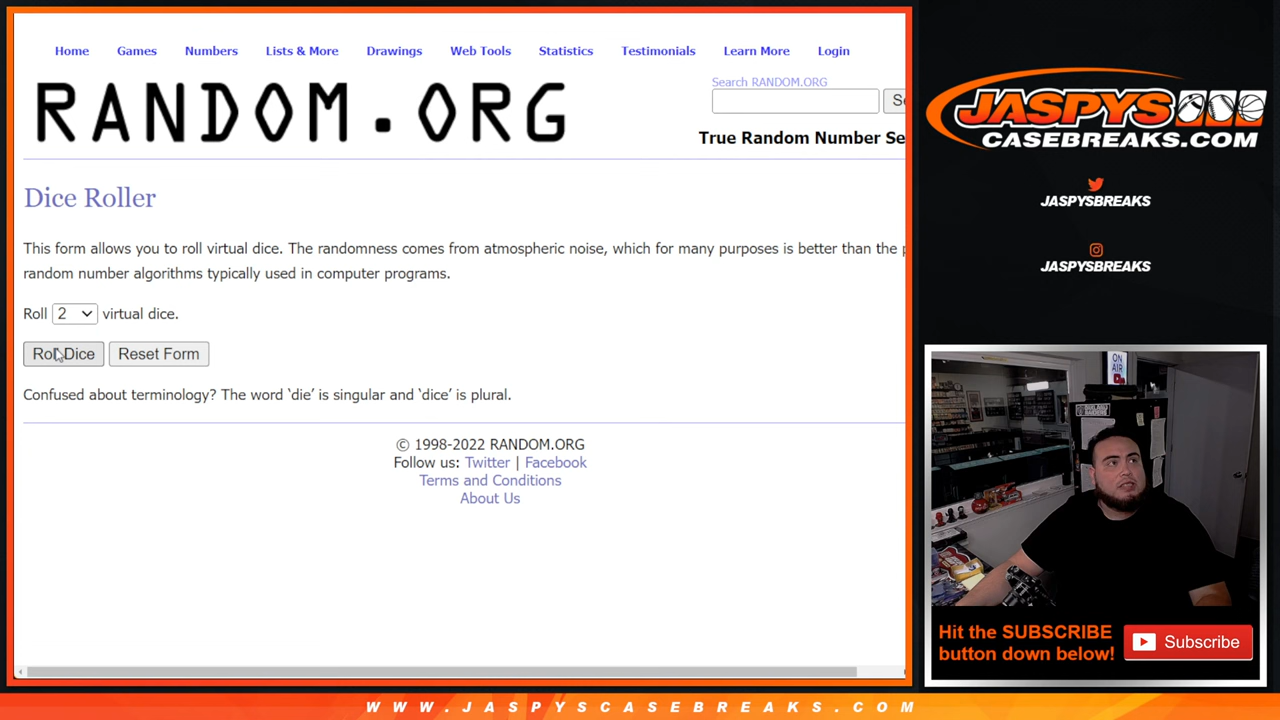 Home Games Numbers Lists & More Drawings Web Tools Statistics Testimonials Learn More Login
RANDOM.ORG
Search RANDOM.ORG
True Random Number Se
Dice Roller
This form allows you to roll virtual dice. The randomness comes from atmospheric noise, which for many purposes is better than the p
random number algorithms typically used in computer programs.
Roll 2 virtual dice.
Roll Dice Reset Form
Confused about terminology? The word ‘die’ is singular and ‘dice’ is plural.
© 1998-2022 RANDOM.ORG
Follow us: Twitter | Facebook
Terms and Conditions
About Us
JASPYS
CASEBREAKS.COM
JASPYSBREAKS
JASPYSBREAKS
ON
AIR
Hit the SUBSCRIBE
button down below!
Subscribe
WWW.JASPYSCASEBREAKS.COM